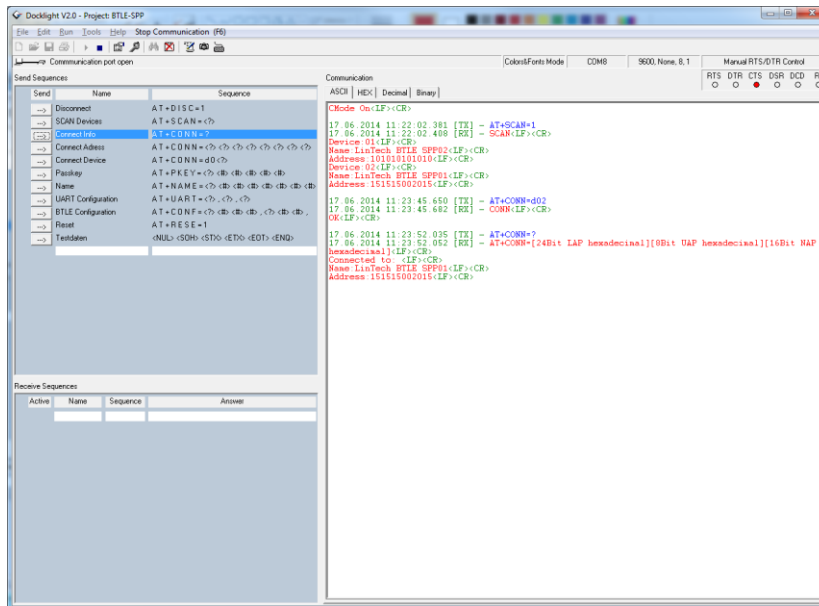 Docklight V2.0 - Project: BTLE-SPP
File Edit Run Tools Help Stop Communication (F6)
Communication port open
Colors&Fonts Mode COM8 9600, None, 8, 1 Manual RTS/DTR Control
RTS DTR CTS DSR DCD R
Send Sequences
Send Name Sequence
---> Disconnect AT+DISC=1
---> SCAN Devices AT+SCAN=<?>
---> Connect Info AT+CONN=?
---> Connect Adress AT+CONN=<?> <?> <?> <?> <?> <?> <?> <?>
---> Connect Device AT+CONN=d0<?>
---> Passkey AT+PKEY=<?> <#> <#> <#> <#> <#>
---> Name AT+NAME=<?> <#> <#> <#> <#> <#> <#>
---> UART Configuration AT+UART=<?> , <?> , <?>
---> BTLE Configuration AT+CONF=<?> <#> <#> <#> , <?> <#> <#> ,
---> Reset AT+RESE=1
---> Testdaten <NUL> <SOH> <STX> <ETX> <EOT> <ENQ>
Communication
ASCII HEX Decimal Binary
CMode On<LF><CR>
17.06.2014 11:22:02.381 [TX] - AT+SCAN=1
17.06.2014 11:22:02.408 [RX] - SCAN<LF><CR>
Device:01<LF><CR>
Name:LinTech BTLE SPP02<LF><CR>
Address:101010101010<LF><CR>
Device:02<LF><CR>
Name:LinTech BTLE SPP01<LF><CR>
Address:151515002015<LF><CR>
17.06.2014 11:23:45.650 [TX] - AT+CONN=d02
17.06.2014 11:23:45.682 [RX] - CONN<LF><CR>
OK<LF><CR>
17.06.2014 11:23:52.035 [TX] - AT+CONN=?
17.06.2014 11:23:52.052 [RX] - AT+CONN=[24Bit LAP hexadecimal][8Bit UAP hexadecimal][16Bit NAP
hexadecimal]<LF><CR>
Connected to: <LF><CR>
Name:LinTech BTLE SPP01<LF><CR>
Address:151515002015<LF><CR>
Receive Sequences
Active Name Sequence Answer